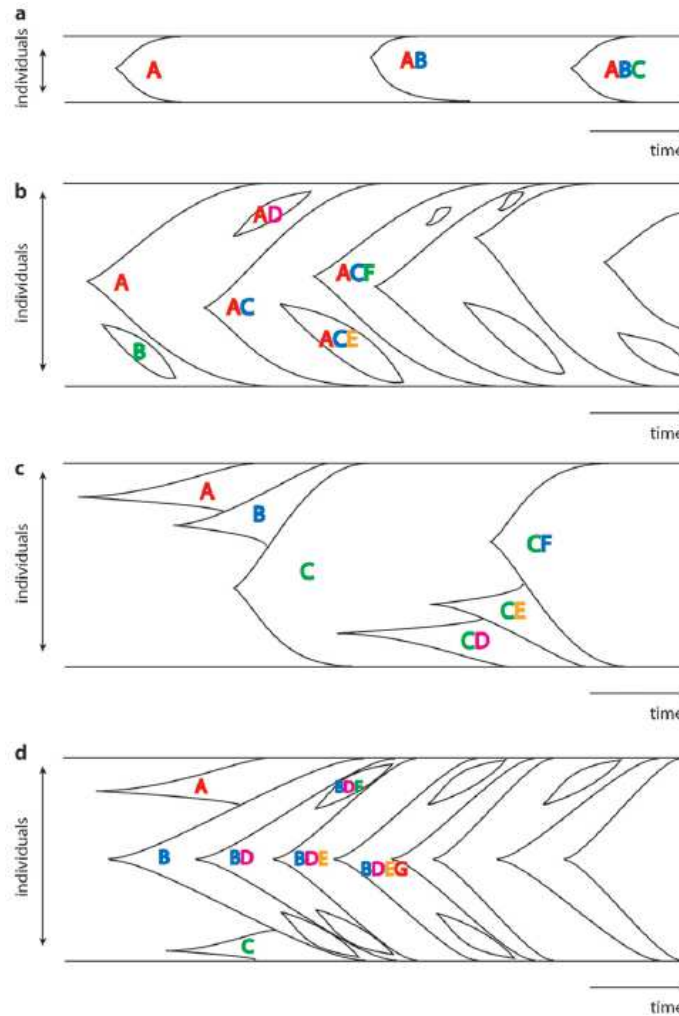 a
individuals
A
AB
ABC
time
b
individuals
AD
A
ACF
AC
ACE
B
time
c
individuals
A
B
CF
C
CE
CD
time
d
individuals
A
BDF
B
BD
BDE
BDEG
C
time